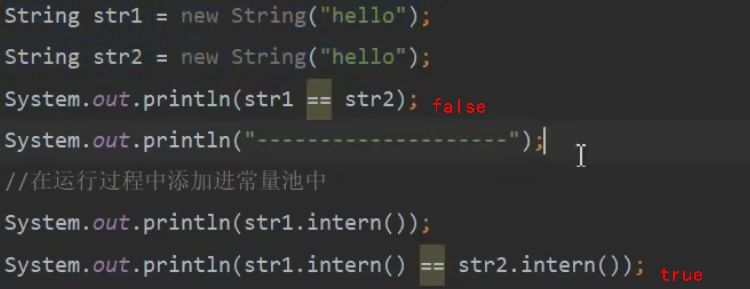 String str1 = new String("hello");
String str2 = new String("hello");
System.out.println(str1 == str2); false
System.out.println("--------------------");
//在运行过程中添加进常量池中
System.out.println(str1.intern());
System.out.println(str1.intern() == str2.intern()); true